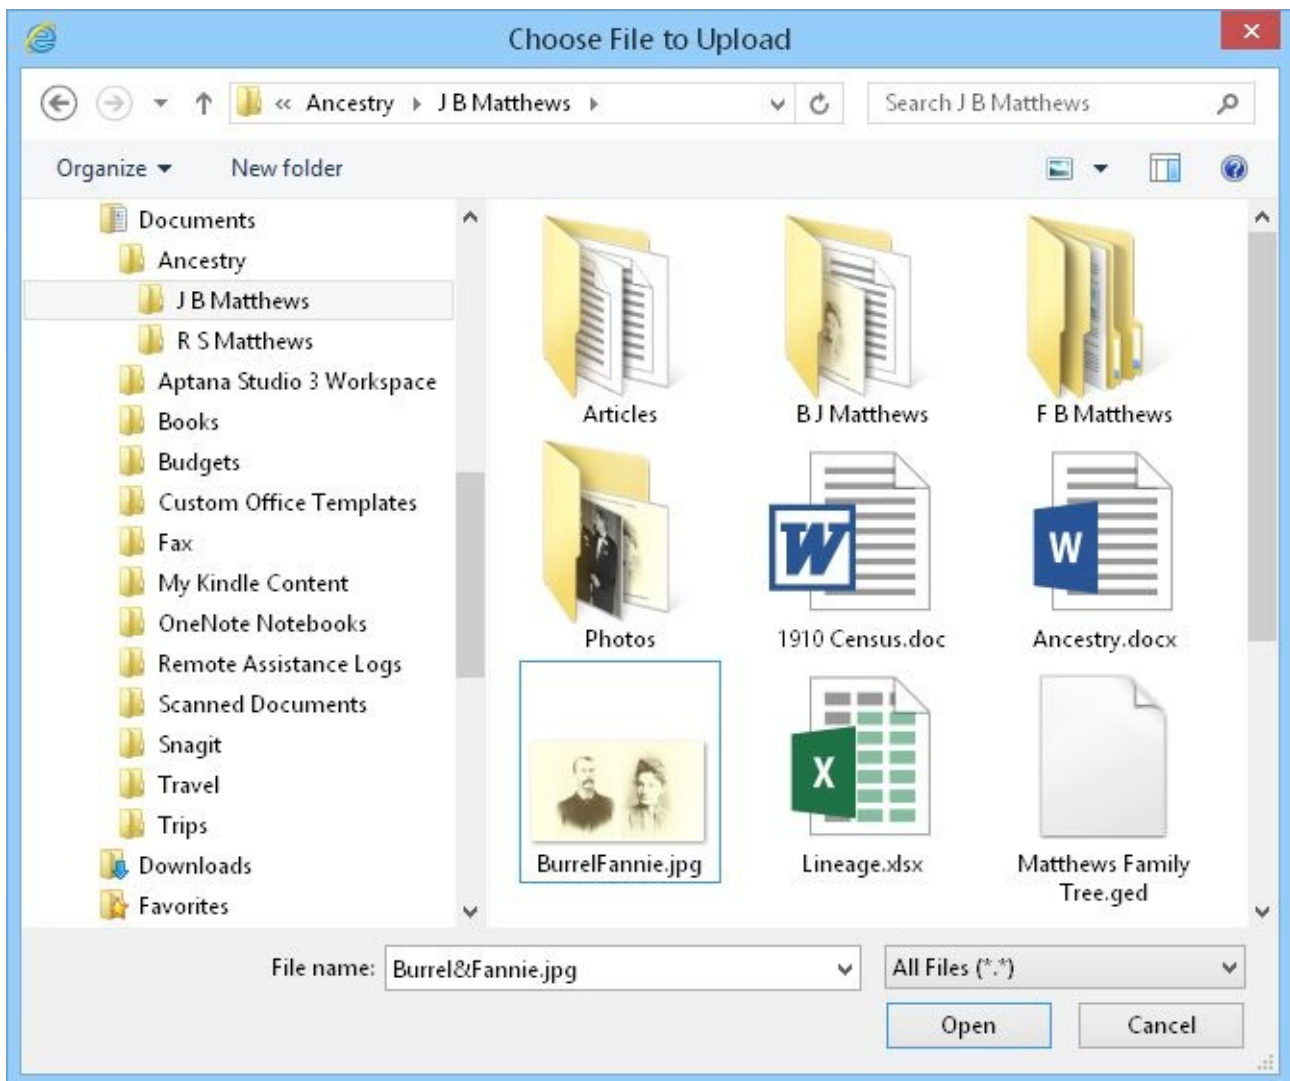 Choose File to Upload
« Ancestry J B Matthews
Search J B Matthews
Organize
New folder
Documents
Ancestry
J B Matthews
R S Matthews
Aptana Studio 3 Workspace
Books
Budgets
Custom Office Templates
Fax
My Kindle Content
OneNote Notebooks
Remote Assistance Logs
Scanned Documents
Snagit
Travel
Trips
Downloads
Favorites
Articles
B J Matthews
F B Matthews
Photos
1910 Census.doc
Ancestry.docx
BurrelFannie.jpg
Lineage.xlsx
Matthews Family
Tree.ged
File name: Burrel&Fannie.jpg
All Files (*.*)
Open
Cancel